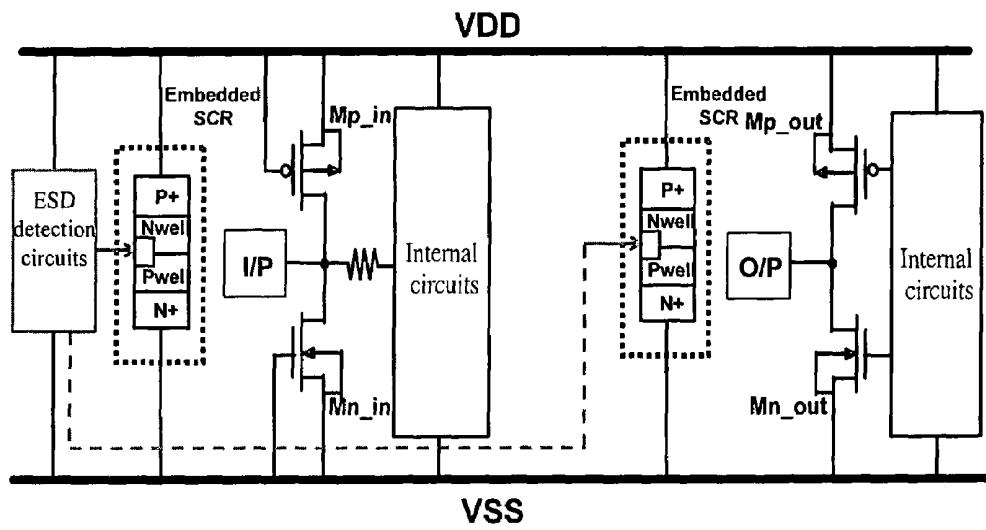 VDD
Embedded
SCR
Mp_in
Embedded
SCR
Mp_out
ESD
detection
circuits
P+
Nwell
Pwel
N+
I/P
Internal
circuits
Mn_in
P+
Nwell
Pwell
N+
O/P
Internal
circuits
Mn_out
VSS